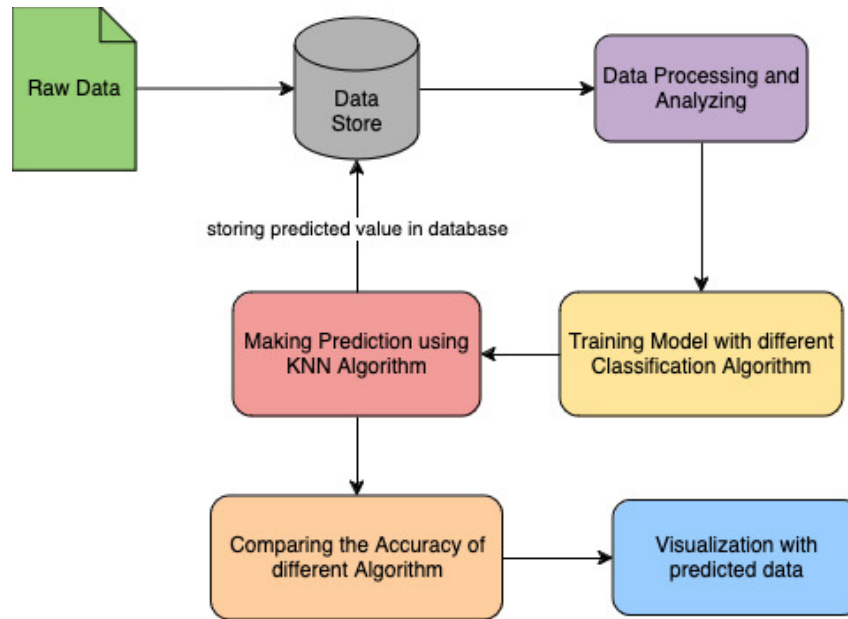 Raw Data
Data
Store
Data Processing and
Analyzing
storing predicted value in database
Making Prediction using
KNN Algorithm
Training Model with different
Classification Algorithm
Comparing the Accuracy of
different Algorithm
Visualization with
predicted data